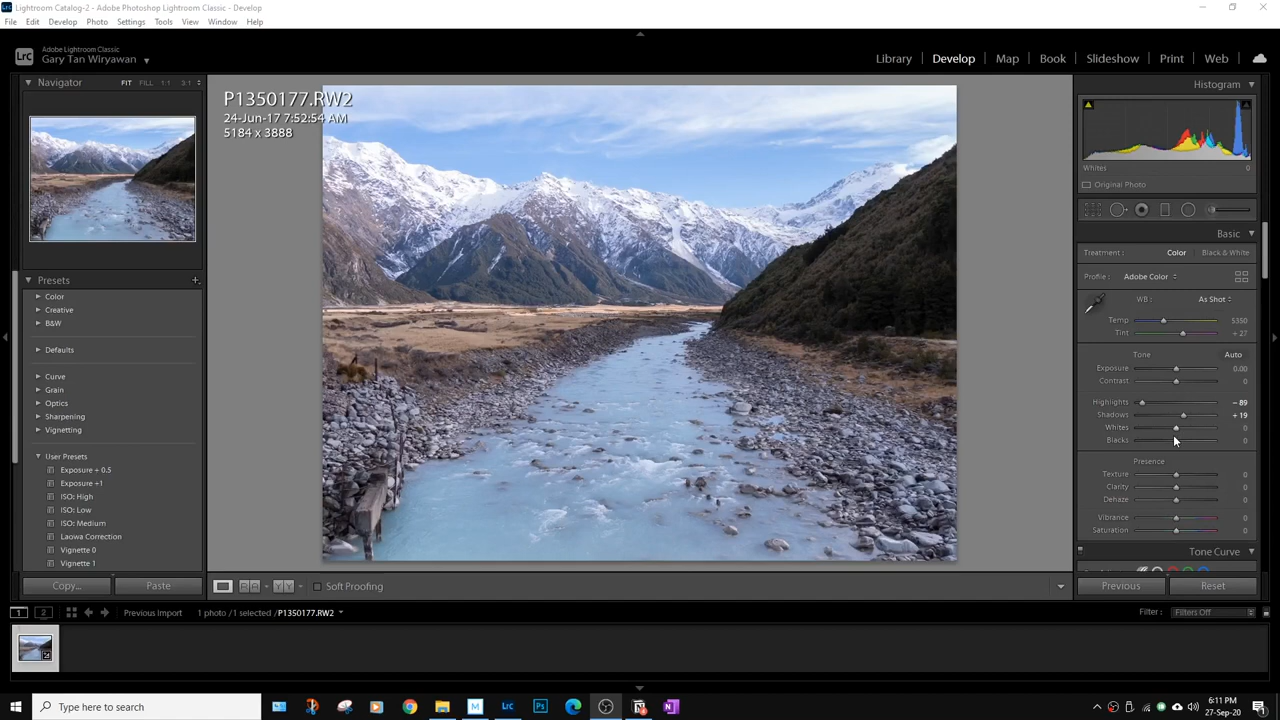 Lightroom Catalog-2 - Adobe Photoshop Lightroom Classic - Develop
File Edit Develop Photo Settings Tools View Window Help
Lrc
Adobe Lightroom Classic
Gary Tan Wiryawan
Library Develop Map Book Slideshow Print Web
Navigator FIT FILL 1:1 3:1
Presets
Color
Creative
B&W
Defaults
Curve
Grain
Optics
Sharpening
Vignetting
User Presets
Exposure + 0.5
Exposure +1
ISO: High
ISO: Low
ISO: Medium
Laowa Correction
Vignette 0
Vignette 1
Copy... Paste
P1350177.RW2
24-Jun-17 7:52:54 AM
5184 x 3888
Soft Proofing
Histogram
Whites 0
Original Photo
Basic
Treatment : Color Black & White
Profile : Adobe Color
WB : As Shot
Temp 5350
Tint + 27
Tone Auto
Exposure 0.00
Contrast 0
Highlights – 89
Shadows + 19
Whites 0
Blacks 0
Presence
Texture 0
Clarity 0
Dehaze 0
Vibrance 0
Saturation 0
Tone Curve
Previous Reset
1 2 Previous Import 1 photo / 1 selected / P1350177.RW2
Filter : Filters Off
Type here to search
6:11 PM
27-Sep-20